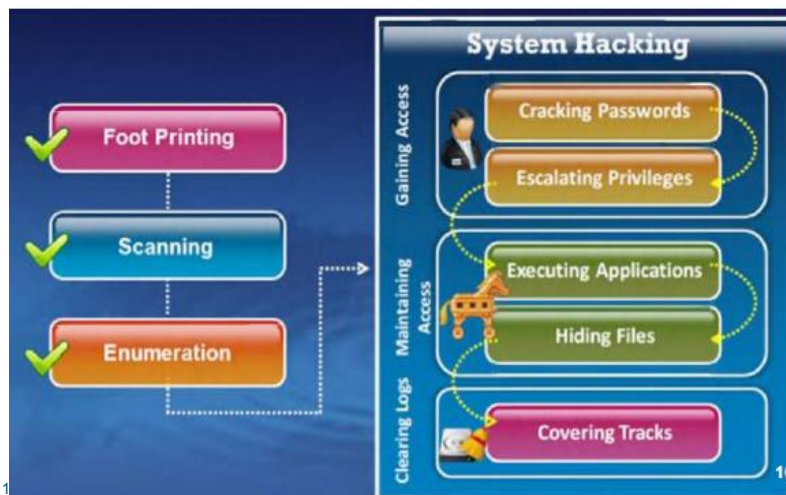 Foot Printing
Scanning
Enumeration
System Hacking
Gaining Access
Cracking Passwords
Escalating Privileges
Maintaining
Access
Executing Applications
Hiding Files
Clearing Logs
Covering Tracks
1